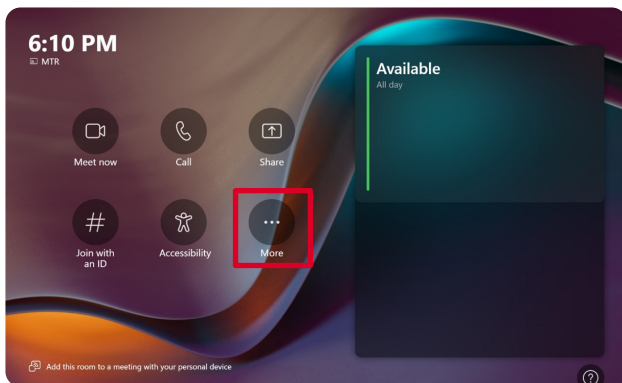 6:10 PM
MTR
Available
All day
Meet now
Call
Share
Join with
an ID
Accessibility
More
Add this room to a meeting with your personal device
?